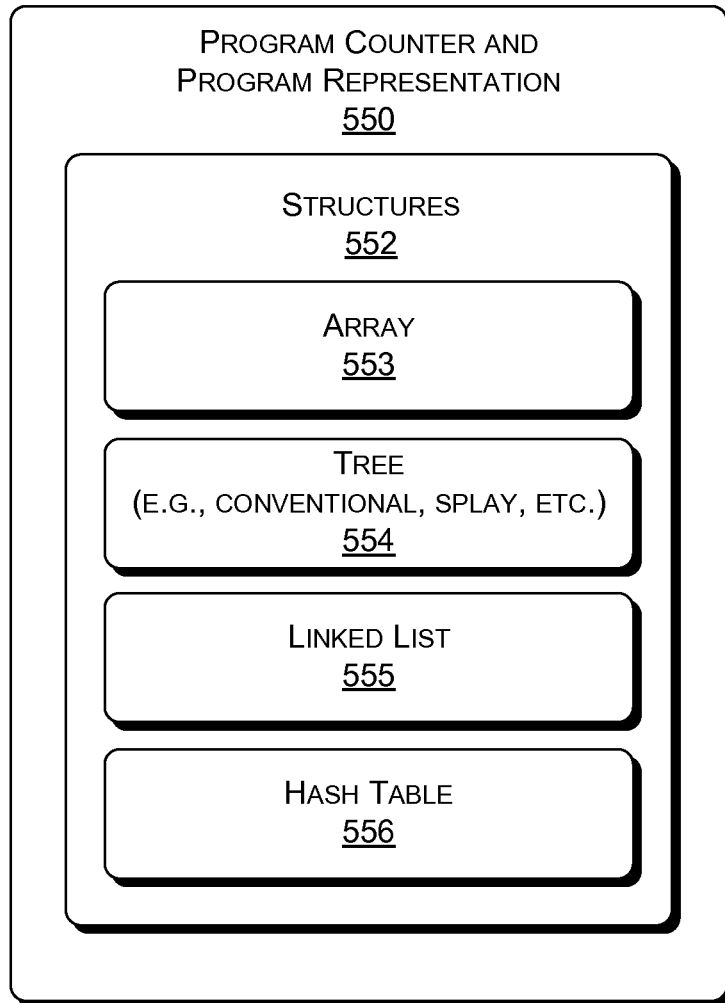 PROGRAM COUNTER AND
PROGRAM REPRESENTATION
550
STRUCTURES
552
ARRAY
553
TREE
(E.G., CONVENTIONAL, SPLAY, ETC.)
554
LINKED LIST
555
HASH TABLE
556